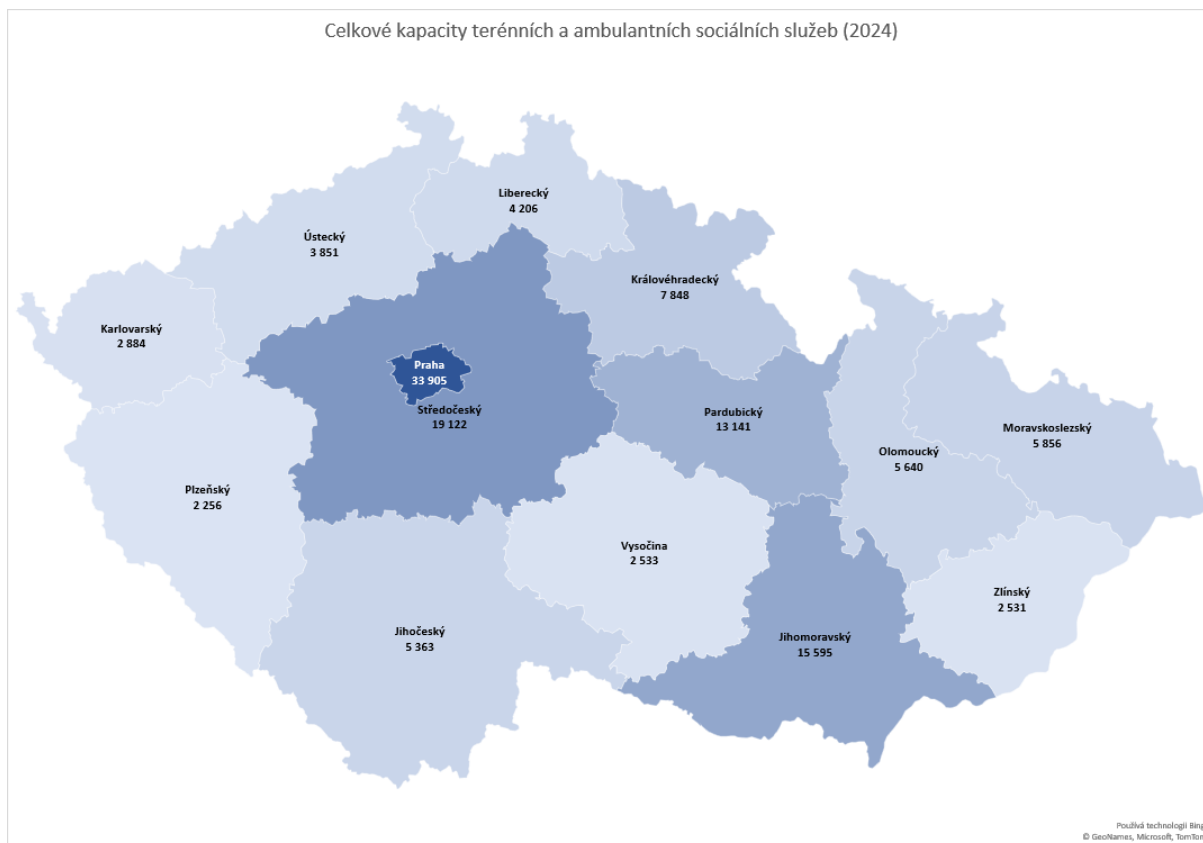 Celkové kapacity terénních a ambulantních sociálních služeb (2024)
Liberecký
4 206
Ústecký
3 851
Královéhradecký
7 848
Karlovarský
2 884
Praha
33 905
Středočeský
19 122
Pardubický
13 141
Moravskoslezský
5 856
Olomoucký
5 640
Plzeňský
2 256
Vysočina
2 533
Zlínský
2 531
Jihočeský
5 363
Jihomoravský
15 595
Používá technologii Bing
© GeoNames, Microsoft, TomTom